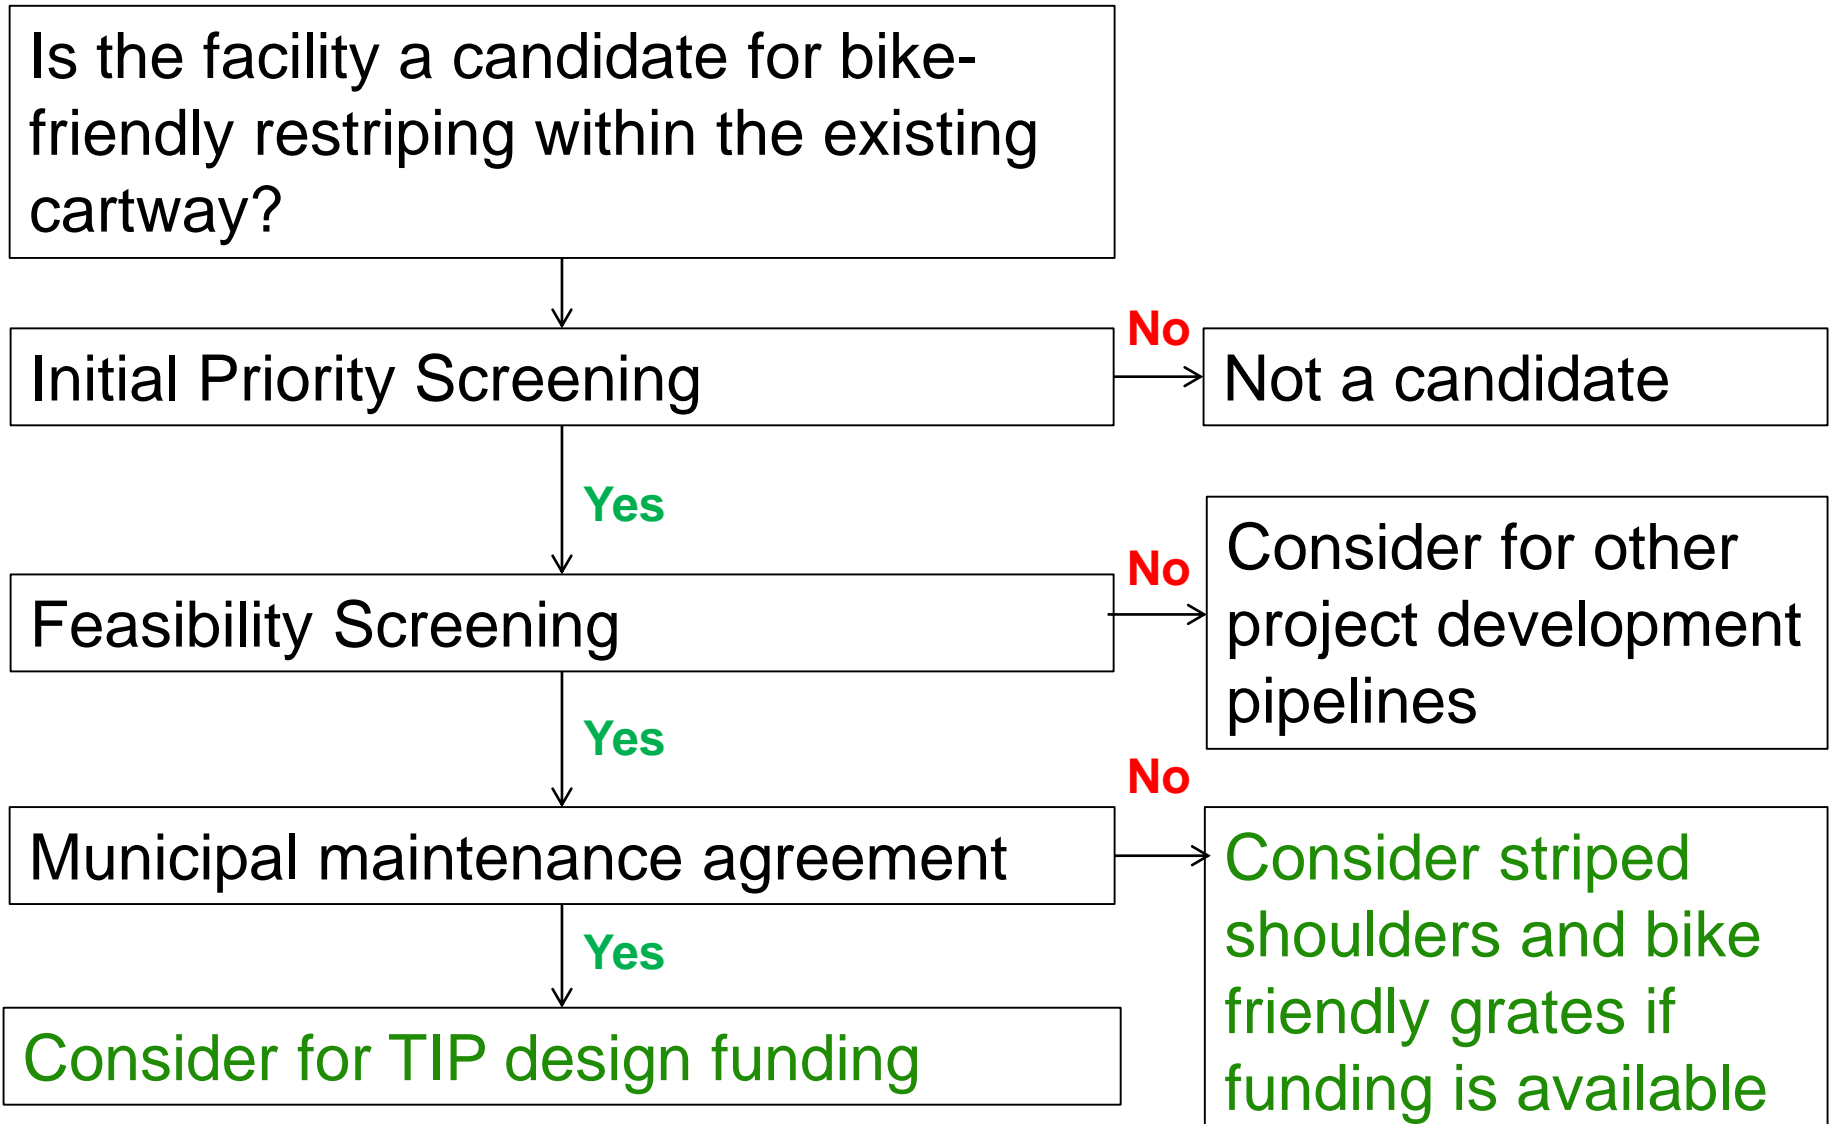 Is the facility a candidate for bike-
friendly restriping within the existing
cartway?
No
Initial Priority Screening
Not a candidate
Yes
No
Feasibility Screening
Consider for other
project development
pipelines
Yes
No
Municipal maintenance agreement
Consider striped
shoulders and bike
friendly grates if
funding is available
Yes
Consider for TIP design funding